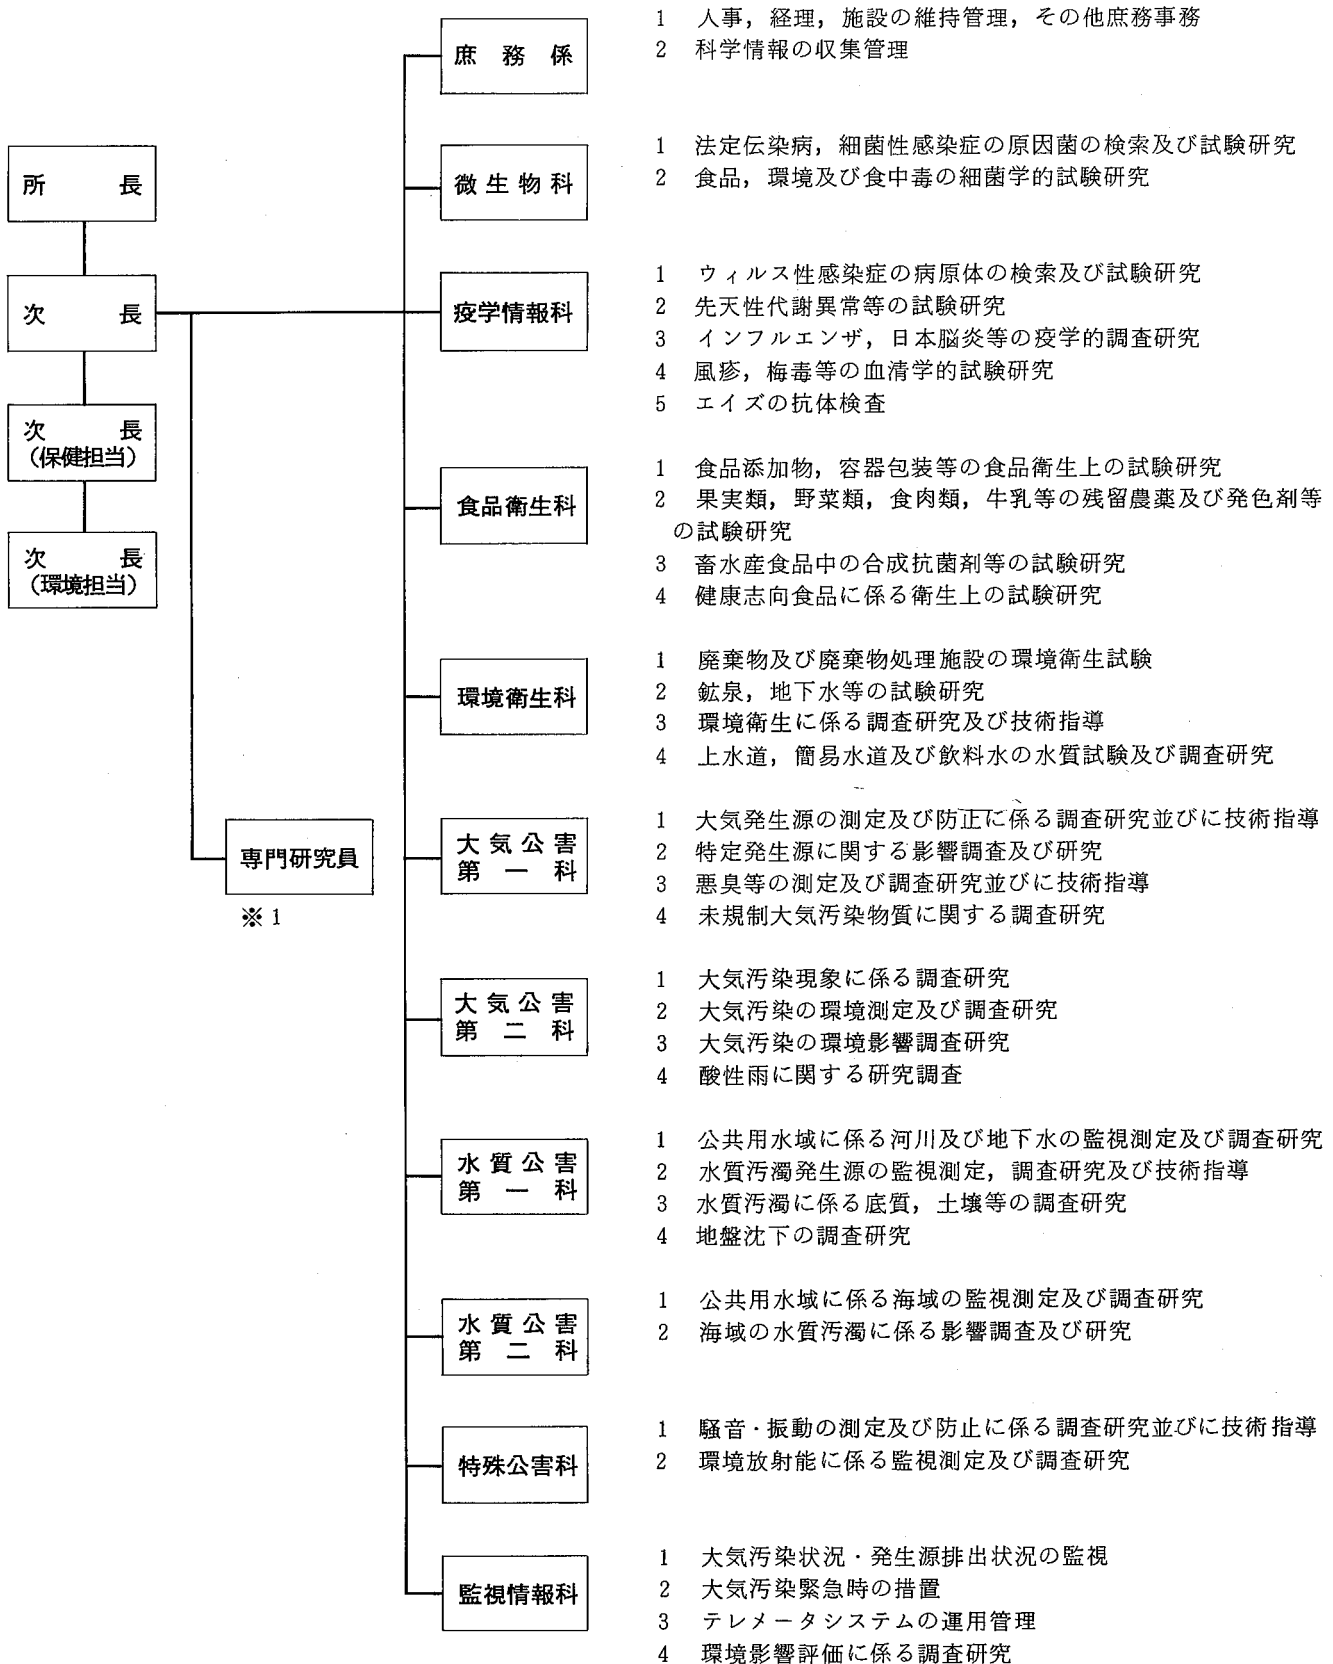 所長
次長
次長
（保健担当）
次長
（環境担当）
専門研究員
※1
庶務係
1 人事，経理，施設の維持管理，その他庶務事務
2 科学情報の収集管理
微生物科
1 法定伝染病，細菌性感染症の原因菌の検索及び試験研究
2 食品，環境及び食中毒の細菌学的試験研究
疫学情報科
1 ウィルス性感染症の病原体の検索及び試験研究
2 先天性代謝異常等の試験研究
3 インフルエンザ，日本脳炎等の疫学的調査研究
4 風疹，梅毒等の血清学的試験研究
5 エイズの抗体検査
食品衛生科
1 食品添加物，容器包装等の食品衛生上の試験研究
2 果実類，野菜類，食肉類，牛乳等の残留農薬及び発色剤等
の試験研究
3 畜水産食品中の合成抗菌剤等の試験研究
4 健康志向食品に係る衛生上の試験研究
環境衛生科
1 廃棄物及び廃棄物処理施設の環境衛生試験
2 鉱泉，地下水等の試験研究
3 環境衛生に係る調査研究及び技術指導
4 上水道，簡易水道及び飲料水の水質試験及び調査研究
大気公害
第一科
1 大気発生源の測定及び防止に係る調査研究並びに技術指導
2 特定発生源に関する影響調査及び研究
3 悪臭等の測定及び調査研究並びに技術指導
4 未規制大気汚染物質に関する調査研究
大気公害
第二科
1 大気汚染現象に係る調査研究
2 大気汚染の環境測定及び調査研究
3 大気汚染の環境影響調査研究
4 酸性雨に関する研究調査
水質公害
第一科
1 公共用水域に係る河川及び地下水の監視測定及び調査研究
2 水質汚濁発生源の監視測定，調査研究及び技術指導
3 水質汚濁に係る底質，土壌等の調査研究
4 地盤沈下の調査研究
水質公害
第二科
1 公共用水域に係る海域の監視測定及び調査研究
2 海域の水質汚濁に係る影響調査及び研究
特殊公害科
1 騒音・振動の測定及び防止に係る調査研究並びに技術指導
2 環境放射能に係る監視測定及び調査研究
監視情報科
1 大気汚染状況・発生源排出状況の監視
2 大気汚染緊急時の措置
3 テレメータシステムの運用管理
4 環境影響評価に係る調査研究